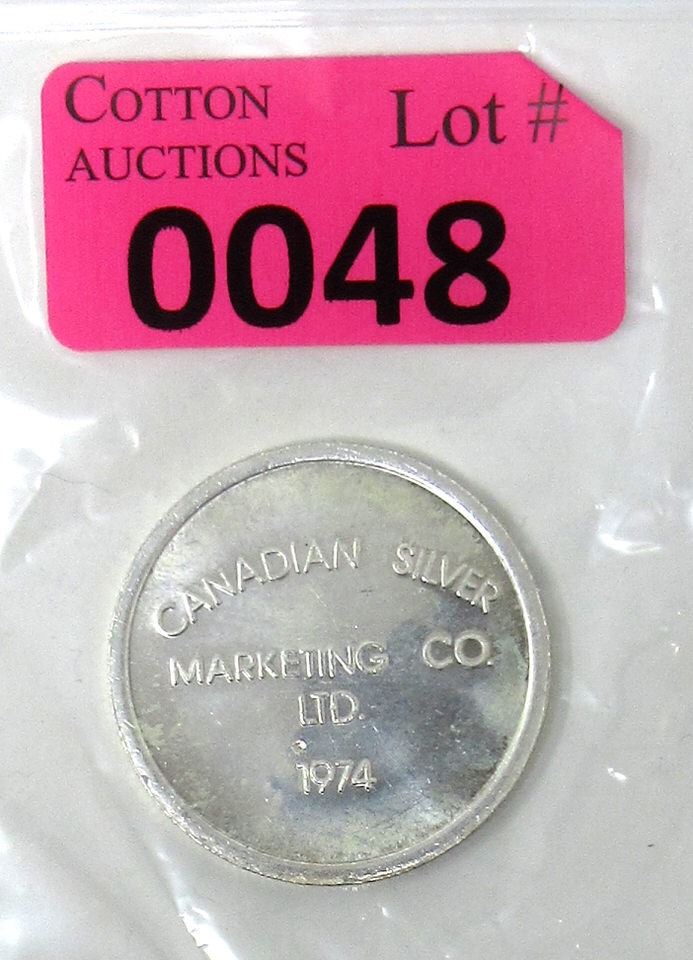 COTTON
AUCTIONS
Lot #
0048
CANADIAN SILVER
MARKETING CO.
LTD.
1974